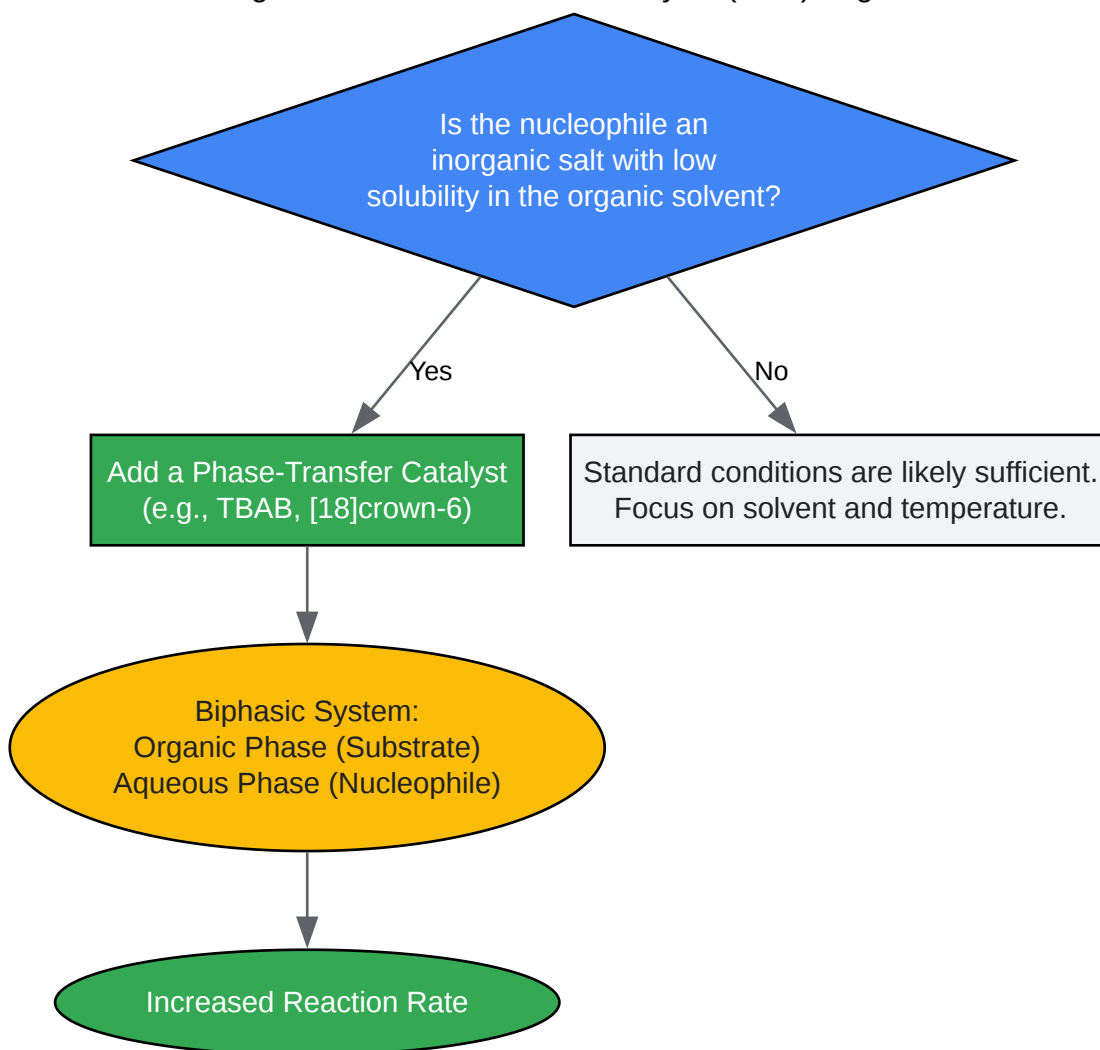 Is the nucleophile an
inorganic salt with low
solubility in the organic solvent?
Yes
No
Add a Phase-Transfer Catalyst
(e.g., TBAB, [18]crown-6)
Standard conditions are likely sufficient.
Focus on solvent and temperature.
Biphasic System:
Organic Phase (Substrate)
Aqueous Phase (Nucleophile)
Increased Reaction Rate